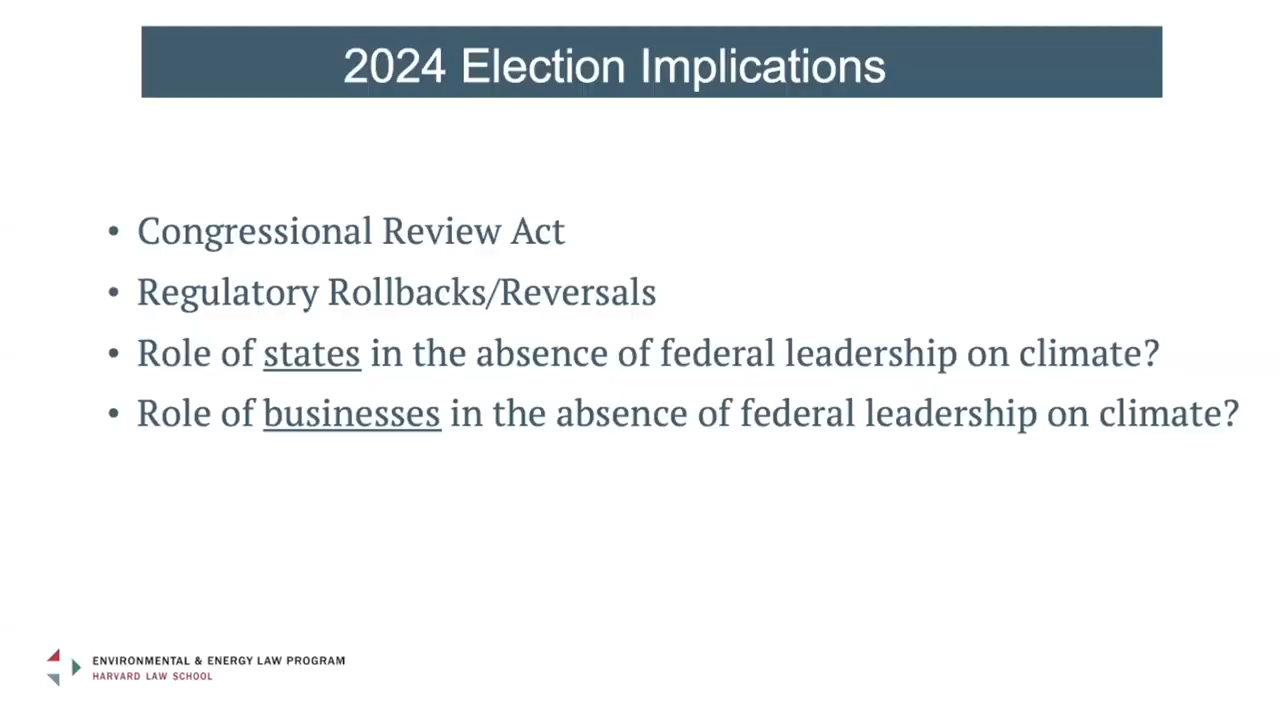 2024 Election Implications
• Congressional Review Act
• Regulatory Rollbacks/Reversals
• Role of states in the absence of federal leadership on climate?
• Role of businesses in the absence of federal leadership on climate?
ENVIRONMENTAL & ENERGY LAW PROGRAM
HARVARD LAW SCHOOL